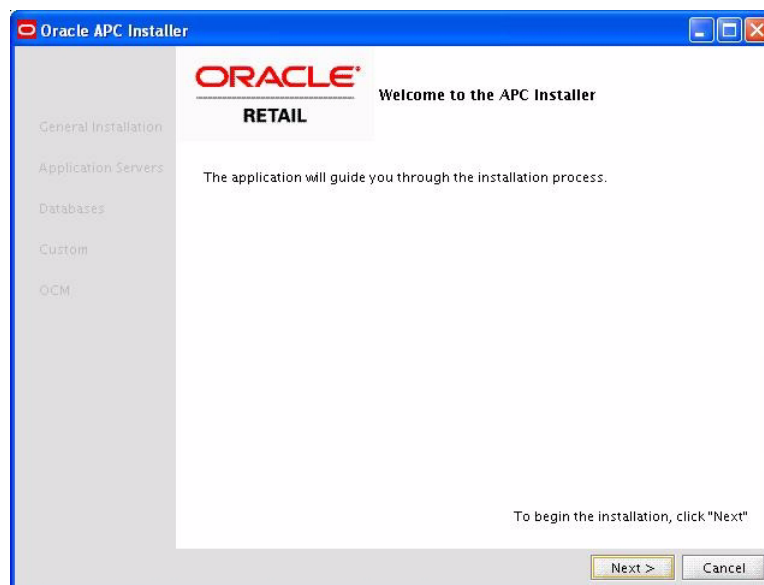 Oracle APC Installer
ORACLE
RETAIL
Welcome to the APC Installer
General Installation
Application Servers
Databases
Custom
OCM
The application will guide you through the installation process.
To begin the installation, click "Next"
Next >
Cancel